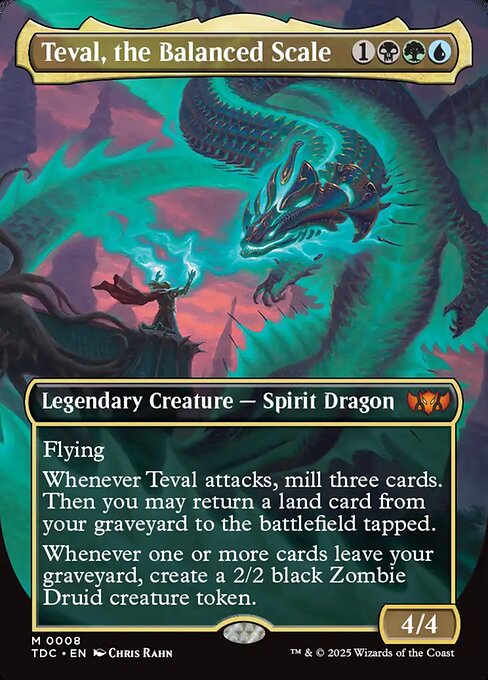 Teval, the Balanced Scale 1
Legendary Creature — Spirit Dragon
Flying
Whenever Teval attacks, mill three cards.
Then you may return a land card from
your graveyard to the battlefield tapped.
Whenever one or more cards leave your
graveyard, create a 2/2 black Zombie
Druid creature token.
4/4
M 0008
TDC • EN Chris Rahn ™ & © 2025 Wizards of the Coast